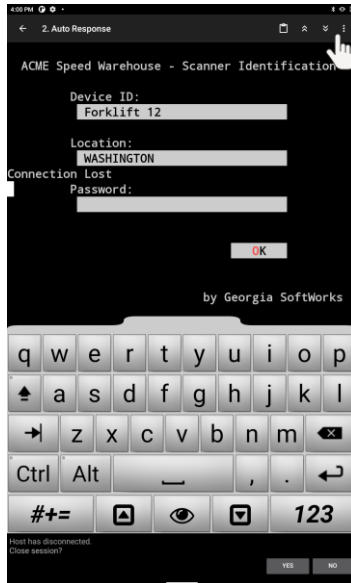 4:00 PM
2. Auto Response
ACME Speed Warehouse - Scanner Identification
Device ID:
Forklift 12
Location:
WASHINGTON
Connection Lost
Password:
OK
by Georgia SoftWorks
q w e r t y u i o p
a s d f g h j k l
z x c v b n m
Ctrl Alt , .
#+= 123
Host has disconnected.
Close session?
YES NO